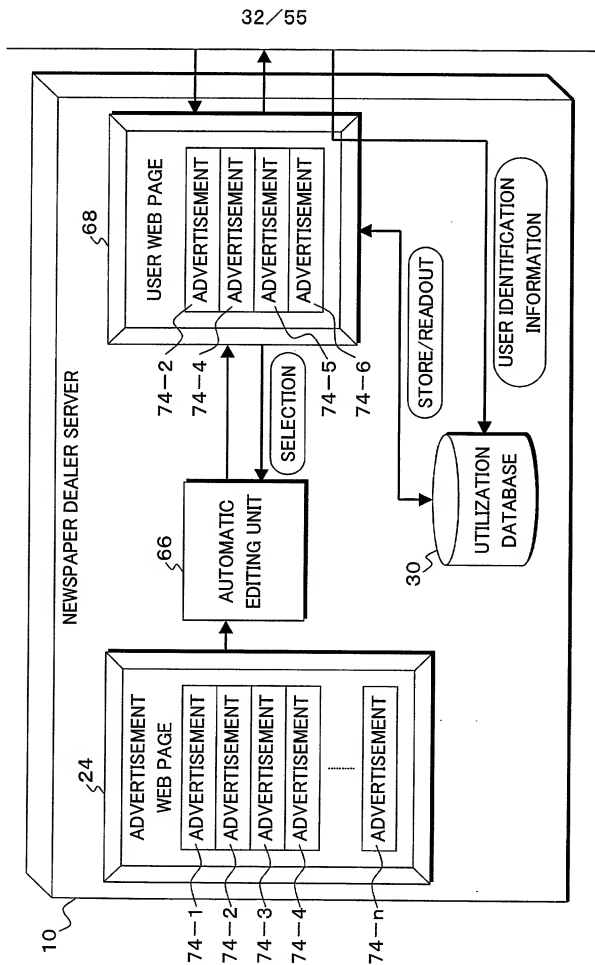 32/55
10
NEWSPAPER DEALER SERVER
24
ADVERTISEMENT
WEB PAGE
74-1
ADVERTISEMENT
74-2
ADVERTISEMENT
74-3
ADVERTISEMENT
74-4
ADVERTISEMENT
74-n
ADVERTISEMENT
66
AUTOMATIC
EDITING UNIT
SELECTION
68
USER WEB PAGE
74-2
ADVERTISEMENT
74-4
ADVERTISEMENT
74-5
ADVERTISEMENT
74-6
ADVERTISEMENT
STORE/READOUT
30
UTILIZATION
DATABASE
USER IDENTIFICATION
INFORMATION